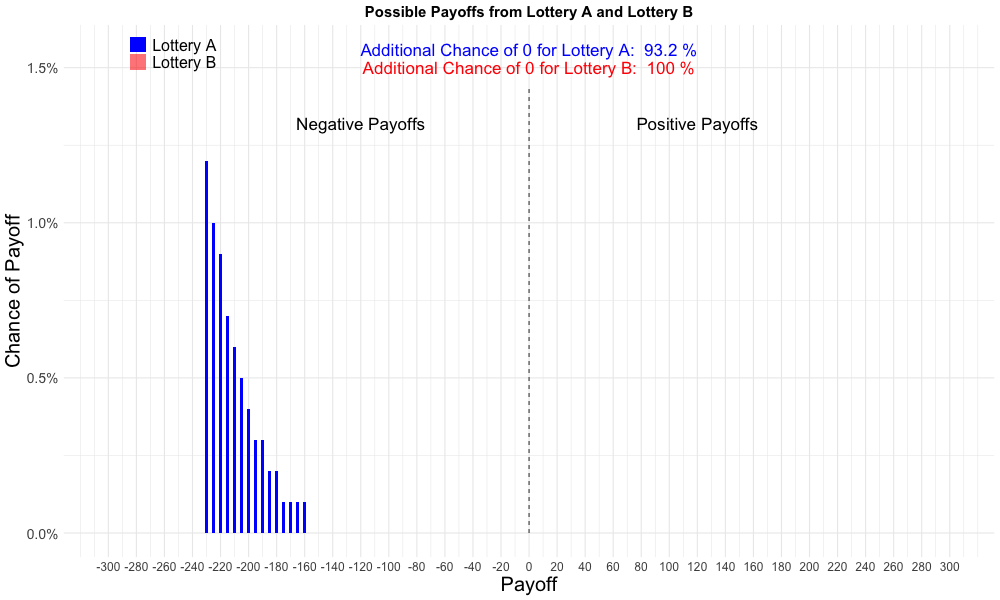 Possible Payoffs from Lottery A and Lottery B
Lottery A
Lottery B
Additional Chance of 0 for Lottery A:  93.2 %
Additional Chance of 0 for Lottery B:  100 %
Negative Payoffs
Positive Payoffs
Chance of Payoff
1.5%
1.0%
0.5%
0.0%
-300 -280 -260 -240 -220 -200 -180 -160 -140 -120 -100 -80 -60 -40 -20 0 20 40 60 80 100 120 140 160 180 200 220 240 260 280 300
Payoff